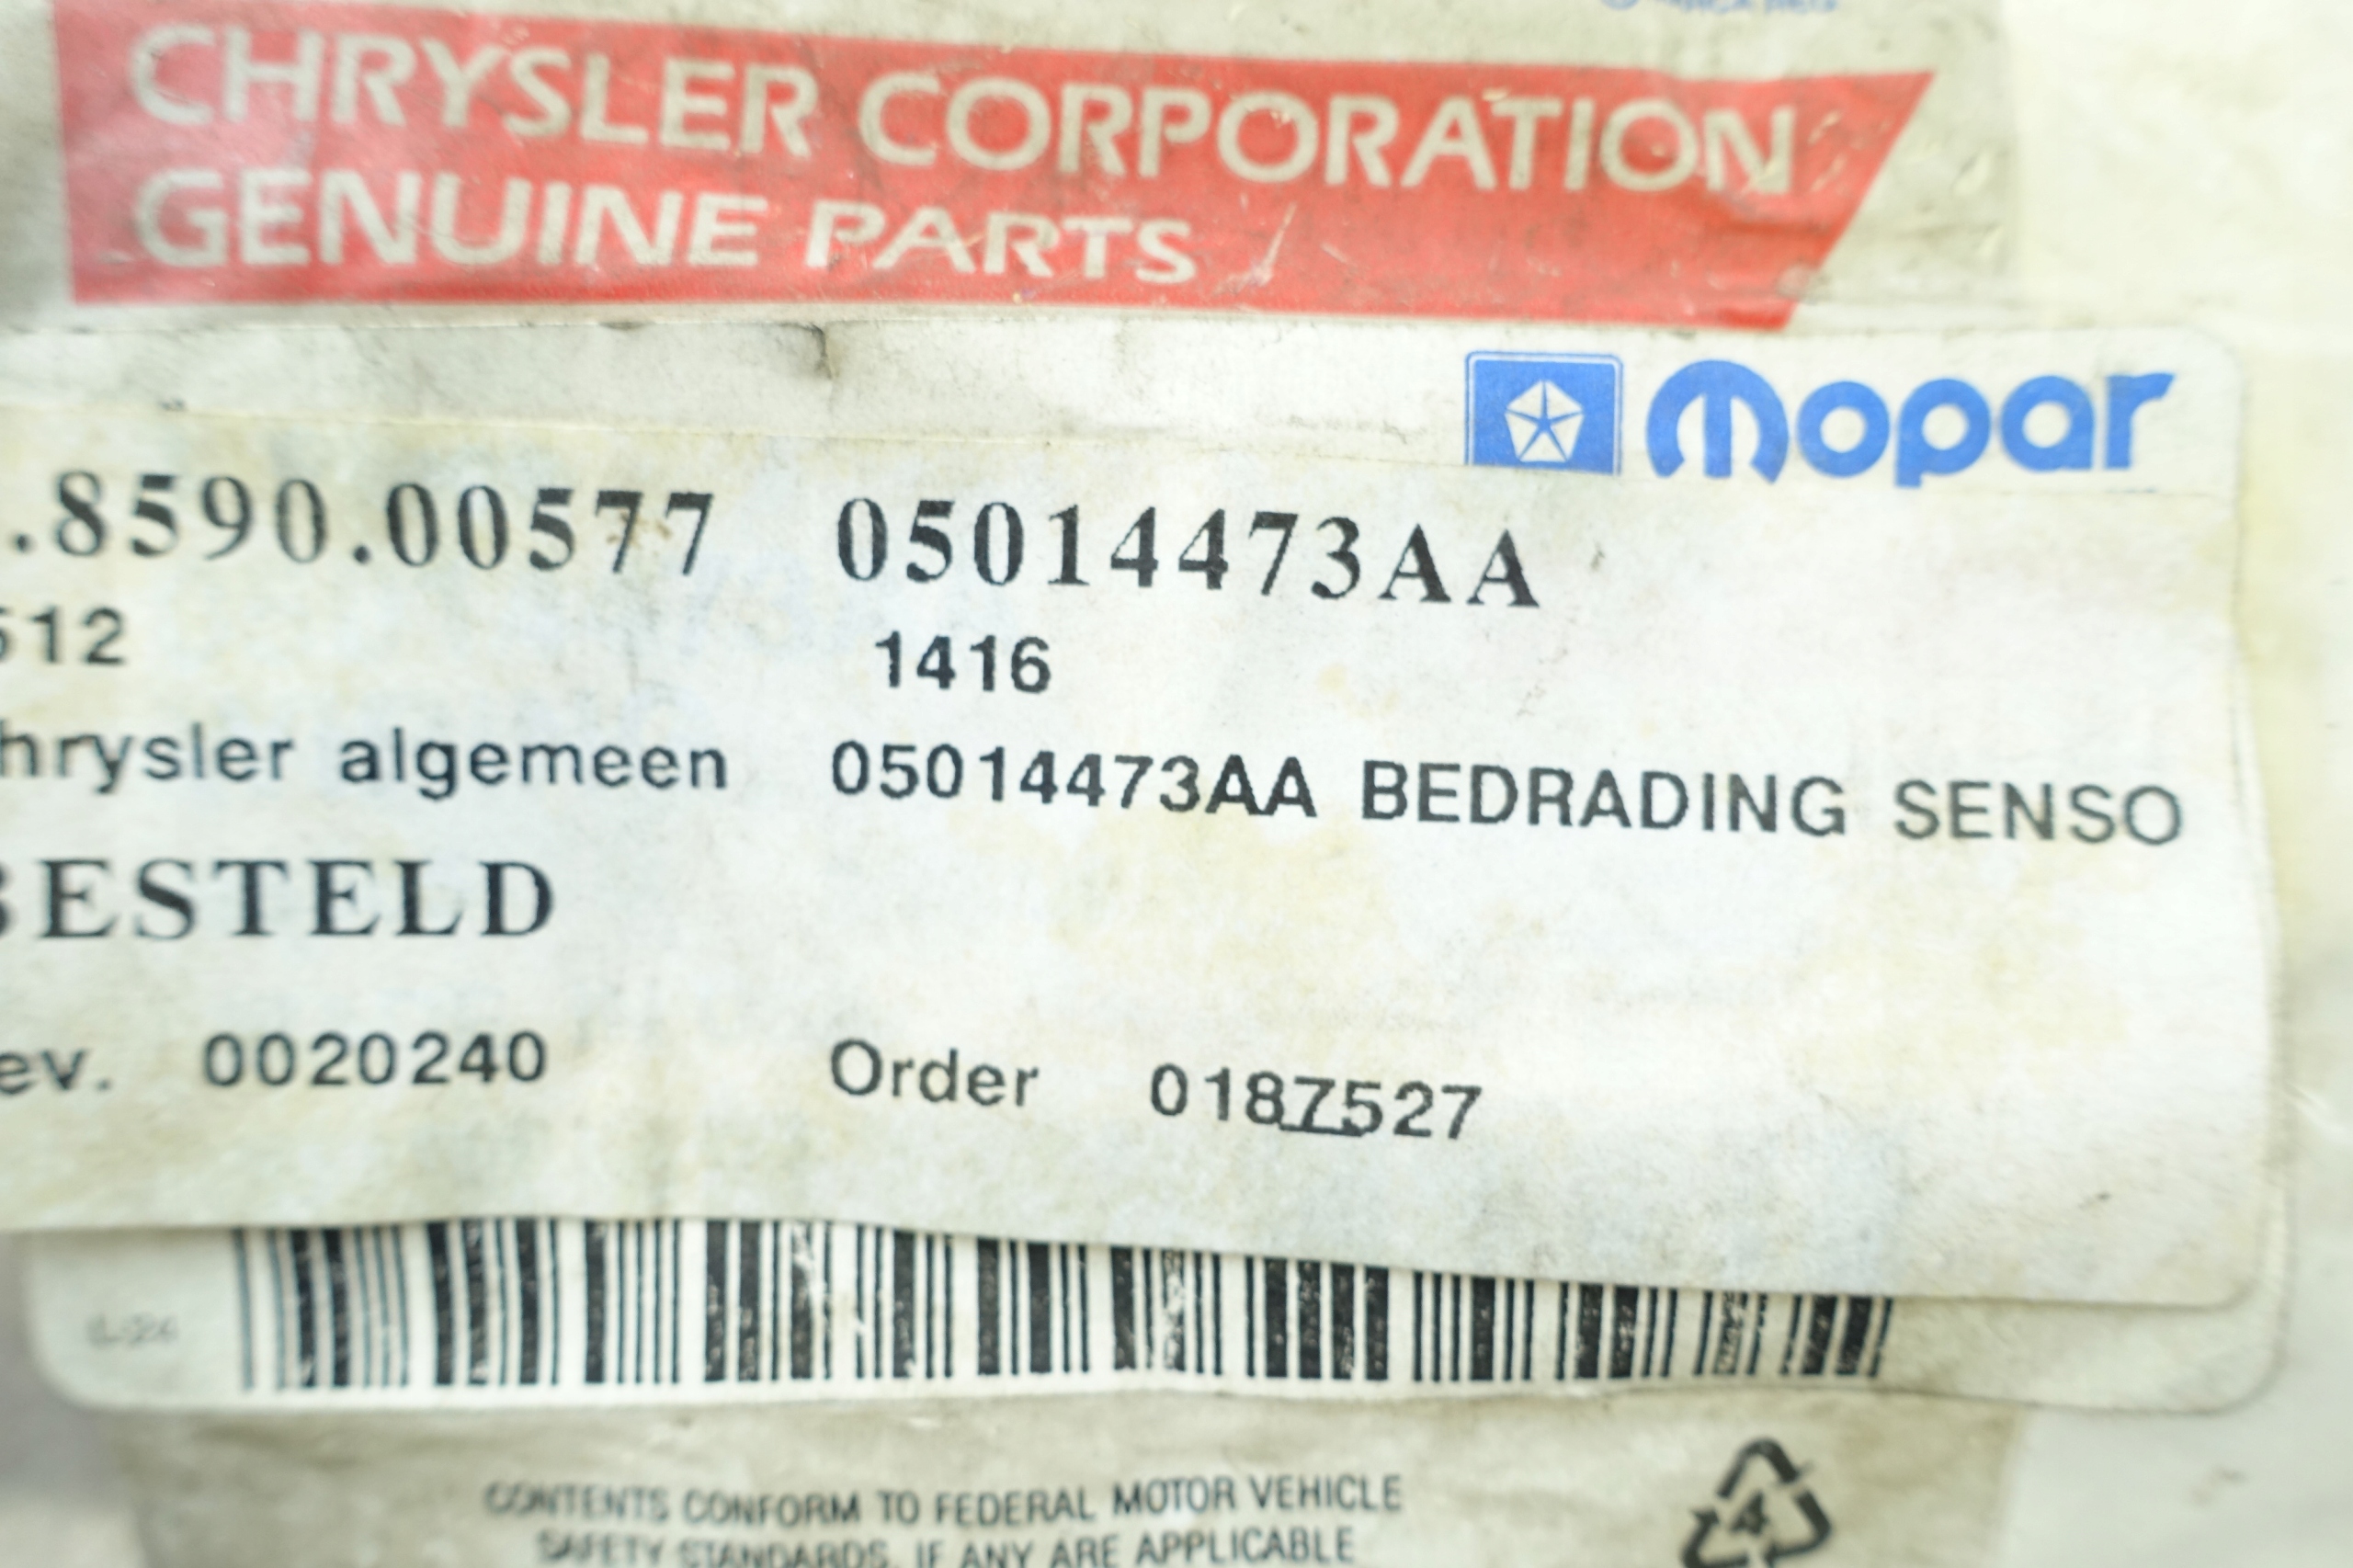 CHRYSLER CORPORATION
GENUINE PARTS
Mopar
.8590.00577 05014473AA
512 1416
hrysler algemeen 05014473AA BEDRADING SENSO
BESTELD
ev. 0020240 Order 0187527
CONTENTS CONFORM TO FEDERAL MOTOR VEHICLE
SAFETY STANDARDS, IF ANY ARE APPLICABLE
4